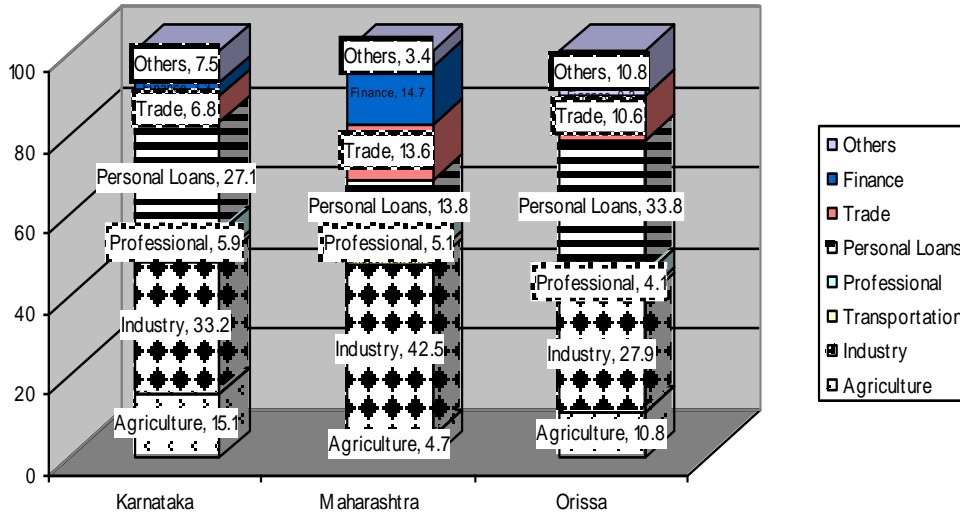 Others, 7.5
Trade, 6.8
Personal Loans, 27.1
Professional, 5.9
Industry, 33.2
Agriculture, 15.1
Others, 3.4
Finance, 14.7
Trade, 13.6
Personal Loans, 13.8
Professional, 5.1
Industry, 42.5
Agriculture, 4.7
Others, 10.8
Trade, 10.6
Personal Loans, 33.8
Professional, 4.1
Industry, 27.9
Agriculture, 10.8
100
80
60
40
20
0
Karnataka
Maharashtra
Orissa
Others
Finance
Trade
Personal Loans
Professional
Transportation
Industry
Agriculture